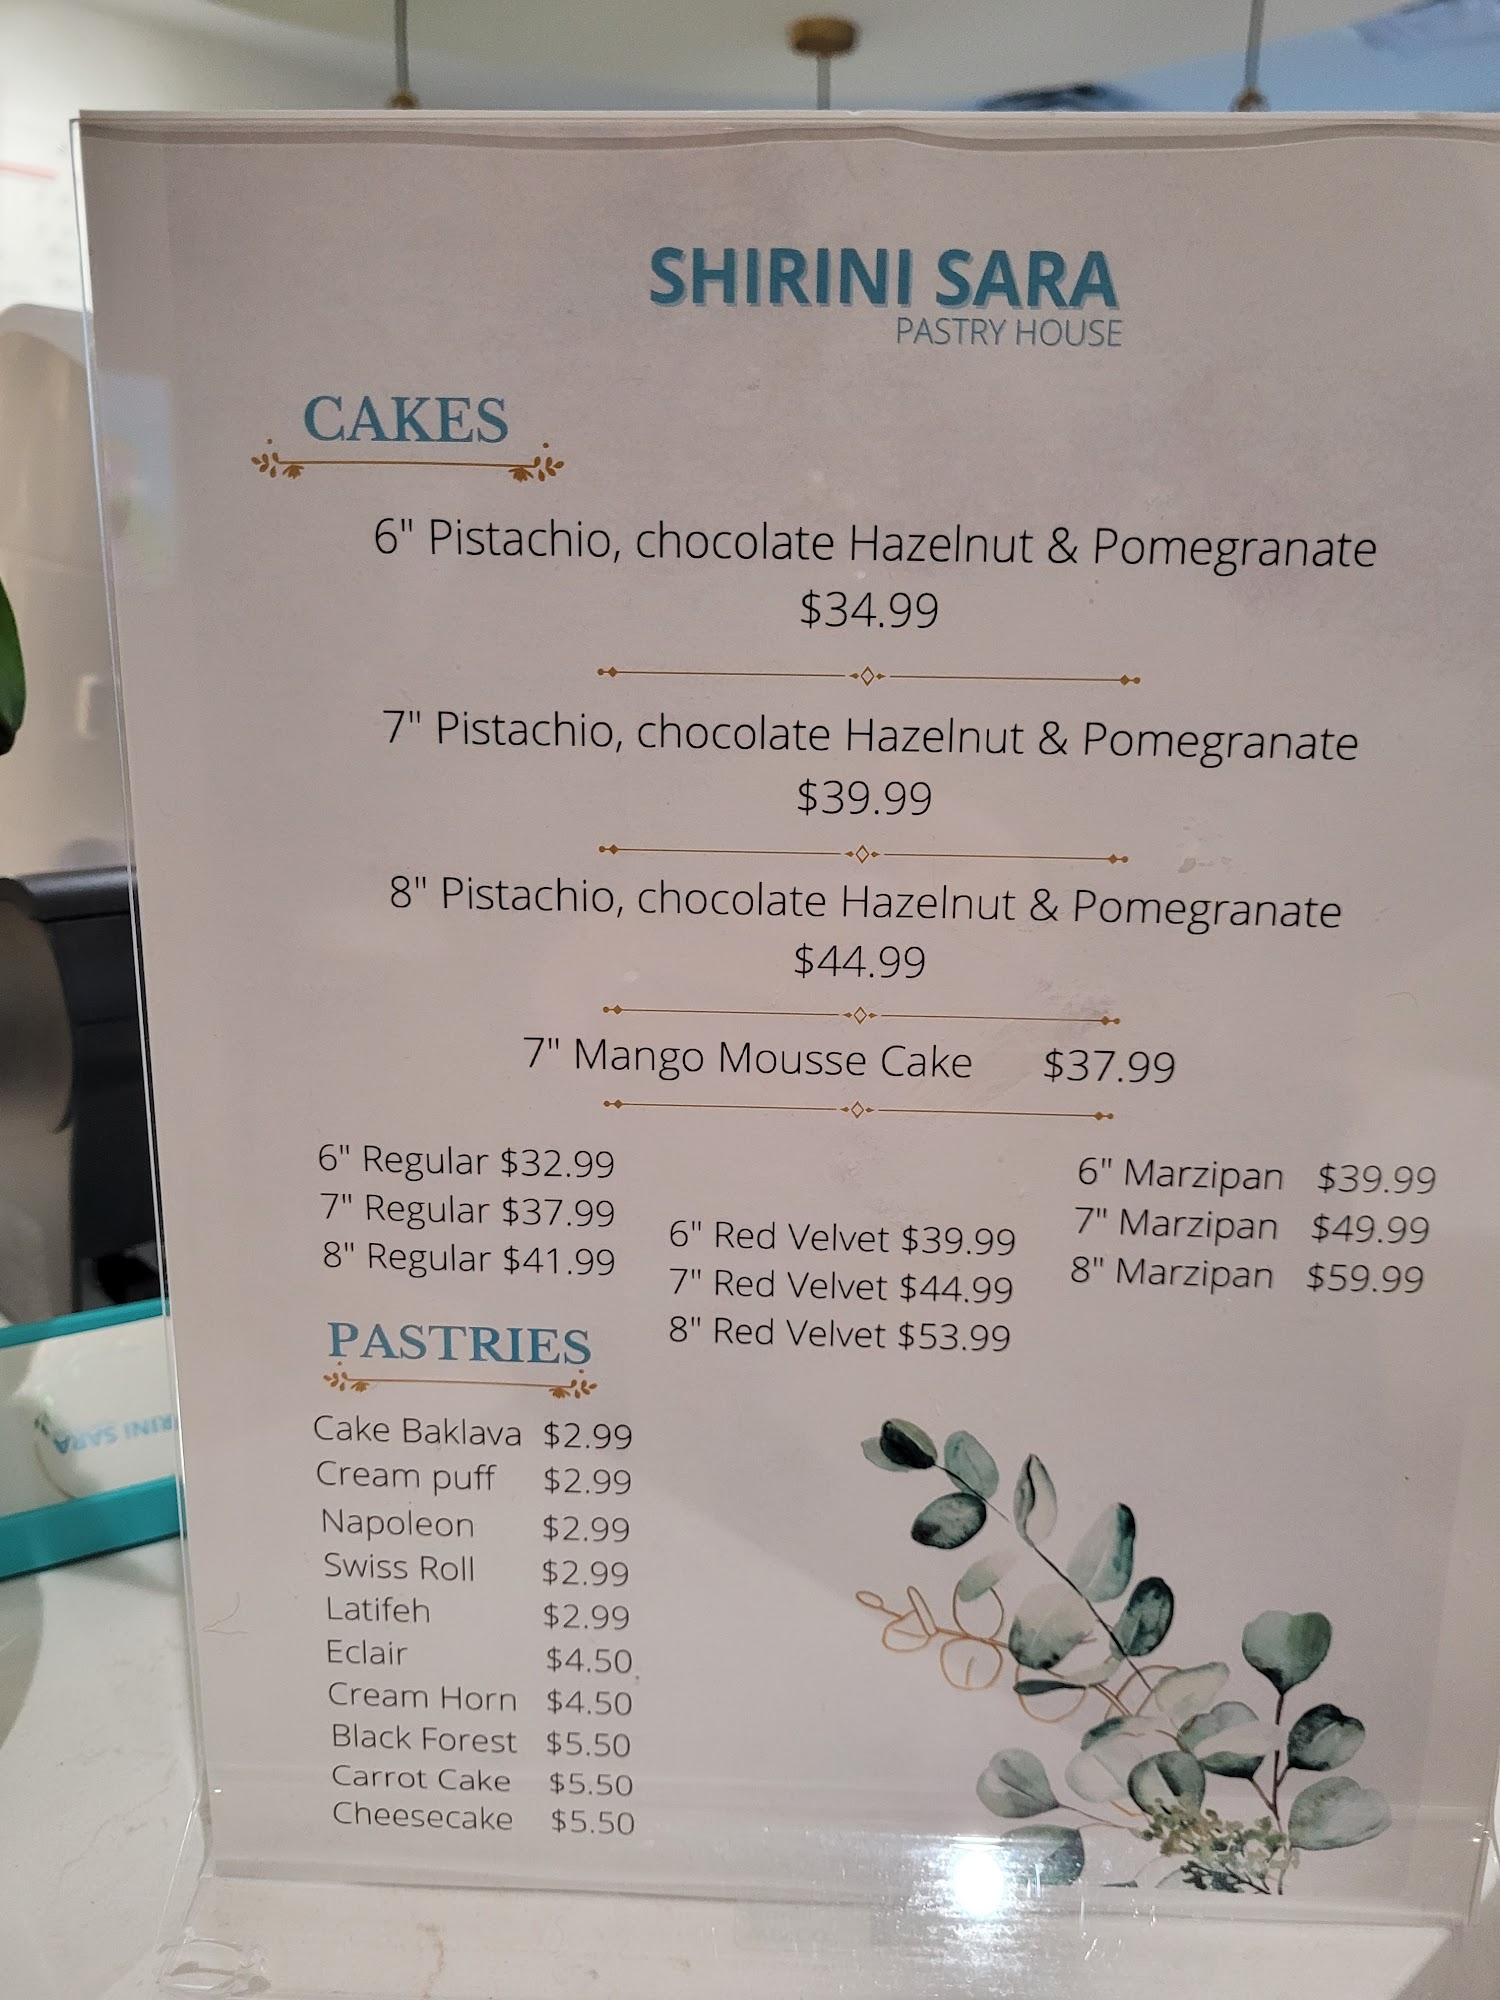 SHIRINI SARA
PASTRY HOUSE
CAKES
6" Pistachio, chocolate Hazelnut & Pomegranate
$34.99
7" Pistachio, chocolate Hazelnut & Pomegranate
$39.99
8" Pistachio, chocolate Hazelnut & Pomegranate
$44.99
7" Mango Mousse Cake $37.99
6" Regular $32.99
7" Regular $37.99
8" Regular $41.99
6" Red Velvet $39.99
7" Red Velvet $44.99
8" Red Velvet $53.99
6" Marzipan $39.99
7" Marzipan $49.99
8" Marzipan $59.99
PASTRIES
Cake Baklava $2.99
Cream puff $2.99
Napoleon $2.99
Swiss Roll $2.99
Latifeh $2.99
Eclair $4.50
Cream Horn $4.50
Black Forest $5.50
Carrot Cake $5.50
Cheesecake $5.50
SARA